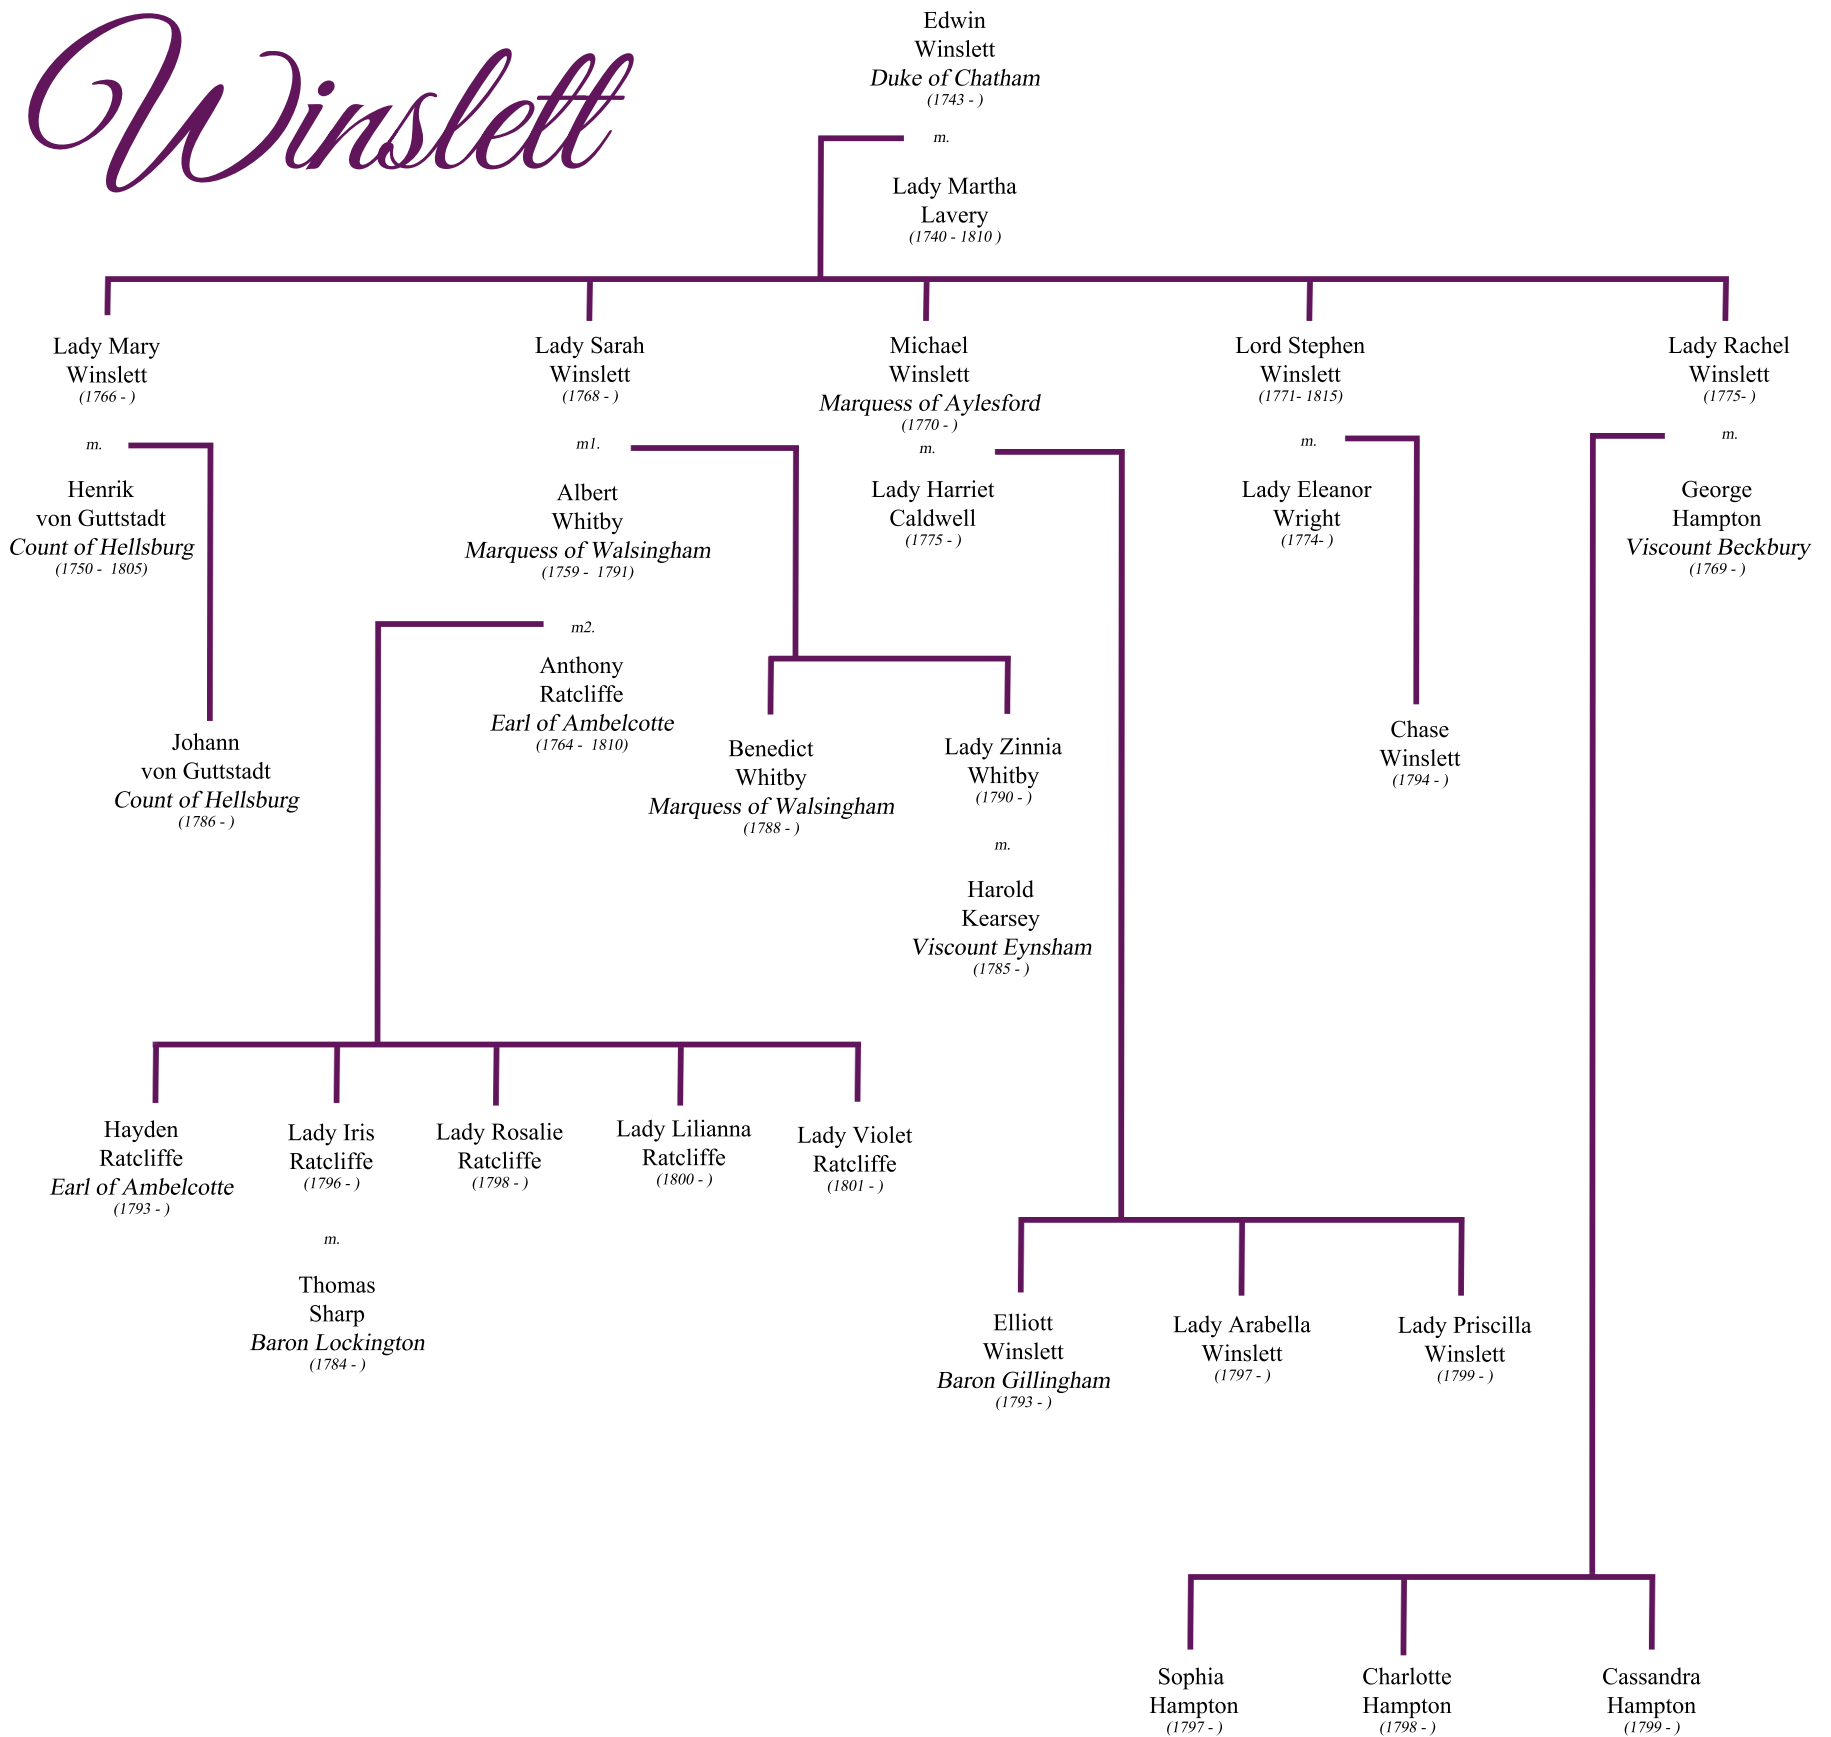 Winslett
Edwin
Winslett
Duke of Chatham
(1743 - )
m.
Lady Martha
Lavery
(1740 - 1810 )
Lady Mary
Winslett
(1766 - )
m.
Henrik
von Guttstadt
Count of Hellsburg
(1750 -  1805)
Lady Sarah
Winslett
(1768 - )
m1.
Albert
Whitby
Marquess of Walsingham
(1759 -  1791)
m2.
Anthony
Ratcliffe
Earl of Ambelcotte
(1764 -  1810)
Michael
Winslett
Marquess of Aylesford
(1770 - )
m.
Lady Harriet
Caldwell
(1775 - )
Lord Stephen
Winslett
(1771- 1815)
m.
Lady Eleanor
Wright
(1774- )
Lady Rachel
Winslett
(1775- )
m.
George
Hampton
Viscount Beckbury
(1769 - )
Johann
von Guttstadt
Count of Hellsburg
(1786 - )
Benedict
Whitby
Marquess of Walsingham
(1788 - )
Lady Zinnia
Whitby
(1790 - )
m.
Harold
Kearsey
Viscount Eynsham
(1785 - )
Chase
Winslett
(1794 - )
Hayden
Ratcliffe
Earl of Ambelcotte
(1793 - )
Lady Iris
Ratcliffe
(1796 - )
m.
Thomas
Sharp
Baron Lockington
(1784 - )
Lady Rosalie
Ratcliffe
(1798 - )
Lady Lilianna
Ratcliffe
(1800 - )
Lady Violet
Ratcliffe
(1801 - )
Elliott
Winslett
Baron Gillingham
(1793 - )
Lady Arabella
Winslett
(1797 - )
Lady Priscilla
Winslett
(1799 - )
Sophia
Hampton
(1797 - )
Charlotte
Hampton
(1798 - )
Cassandra
Hampton
(1799 - )